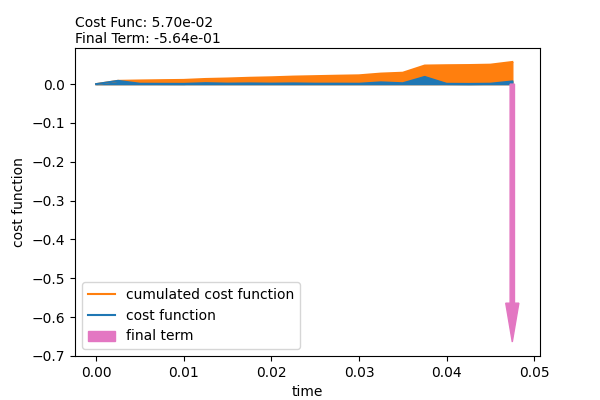 Cost Func: 5.70e-02
Final Term: -5.64e-01
0.0
−0.1
−0.2
−0.3
−0.4
−0.5
−0.6
−0.7
cost function
cumulated cost function
cost function
final term
0.00
0.01
0.02
0.03
0.04
0.05
time